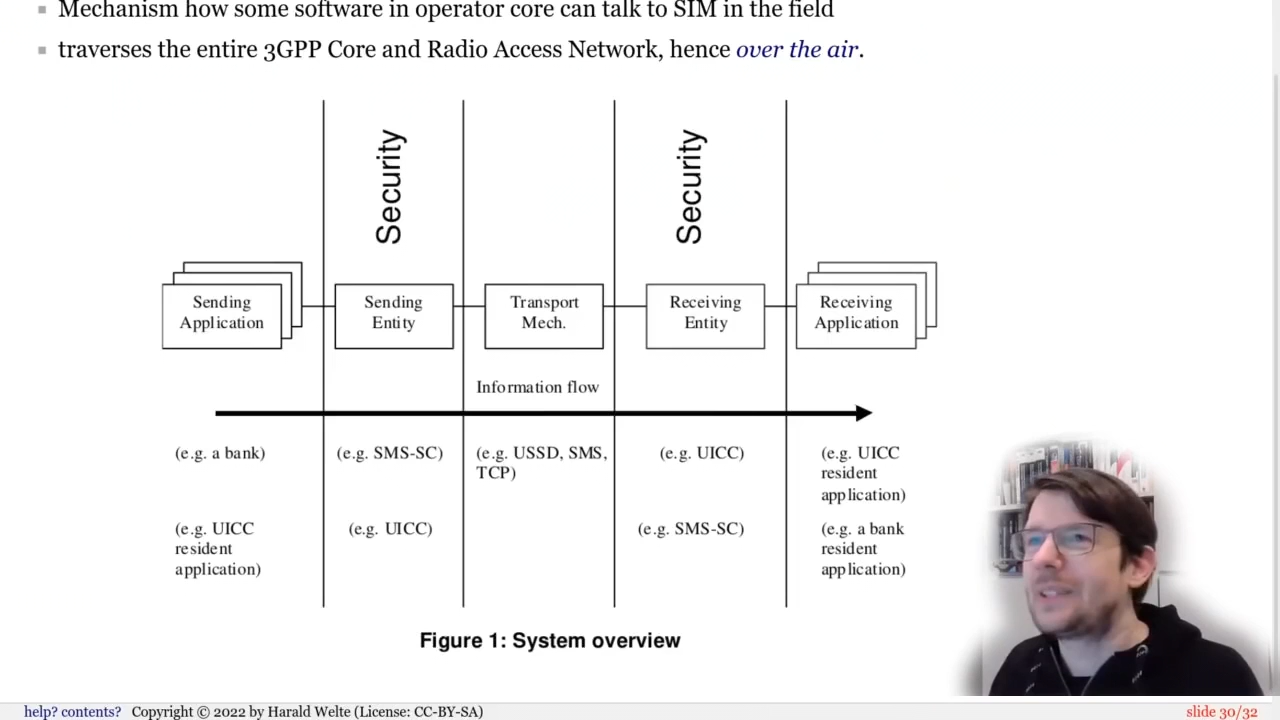 Mechanism how some software in operator core can talk to SIM in the field
traverses the entire 3GPP Core and Radio Access Network, hence over the air.
Security
Security
Sending
Application
Sending
Entity
Transport
Mech.
Receiving
Entity
Receiving
Application
Information flow
(e.g. a bank)
(e.g. SMS-SC)
(e.g. USSD, SMS,
TCP)
(e.g. UICC)
(e.g. UICC
resident
application)
(e.g. UICC
resident
application)
(e.g. UICC)
(e.g. SMS-SC)
(e.g. a bank
resident
application)
Figure 1: System overview
help? contents? Copyright © 2022 by Harald Welte (License: CC-BY-SA)
slide 30/32